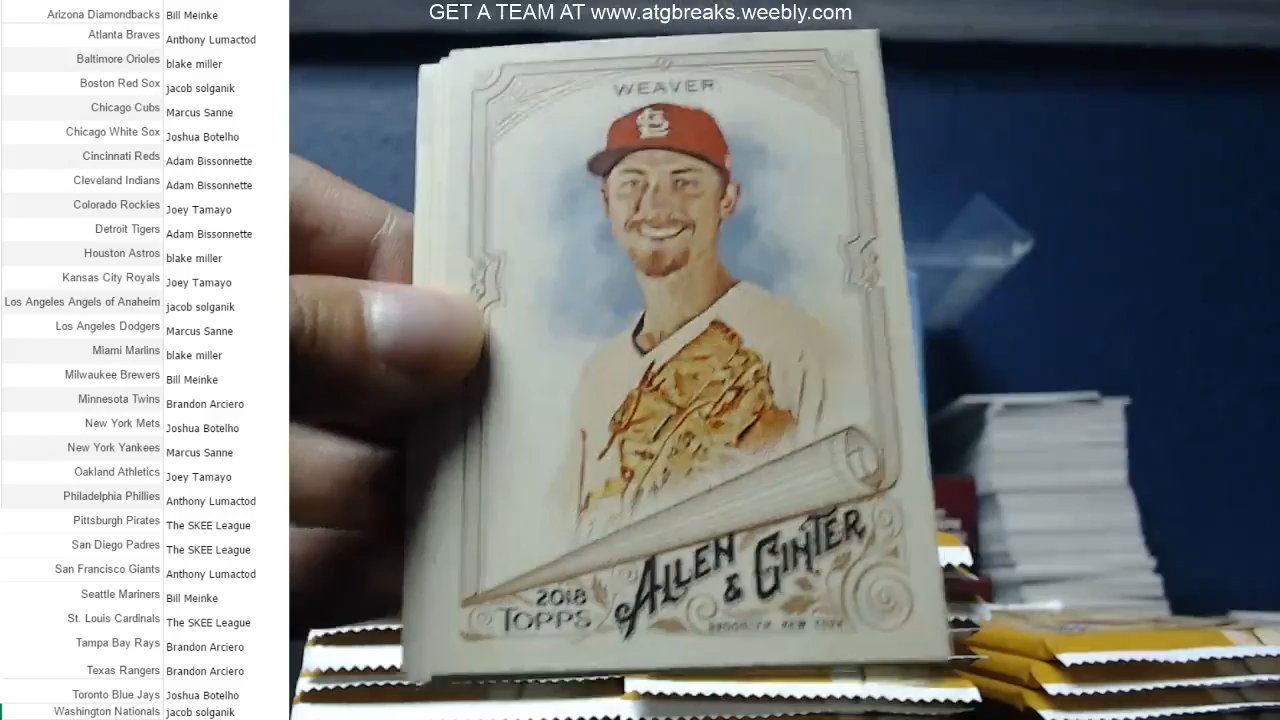 GET A TEAM AT www.atgbreaks.weebly.com
Arizona Diamondbacks Bill Meinke
Atlanta Braves Anthony Lumactod
Baltimore Orioles blake miller
Boston Red Sox jacob solganik
Chicago Cubs Marcus Sanne
Chicago White Sox Joshua Botelho
Cincinnati Reds Adam Bissonnette
Cleveland Indians Adam Bissonnette
Colorado Rockies Joey Tamayo
Detroit Tigers Adam Bissonnette
Houston Astros blake miller
Kansas City Royals Joey Tamayo
Los Angeles Angels of Anaheim jacob solganik
Los Angeles Dodgers Marcus Sanne
Miami Marlins blake miller
Milwaukee Brewers Bill Meinke
Minnesota Twins Brandon Arciero
New York Mets Joshua Botelho
New York Yankees Marcus Sanne
Oakland Athletics Joey Tamayo
Philadelphia Phillies Anthony Lumactod
Pittsburgh Pirates The SKEE League
San Diego Padres The SKEE League
San Francisco Giants Anthony Lumactod
Seattle Mariners Bill Meinke
St. Louis Cardinals The SKEE League
Tampa Bay Rays Brandon Arciero
Texas Rangers Brandon Arciero
Toronto Blue Jays Joshua Botelho
Washington Nationals jacob solganik
WEAVER
STL
2018
TOPPS
ALLEN
& GINTER
BROOKLYN, NEW YORK